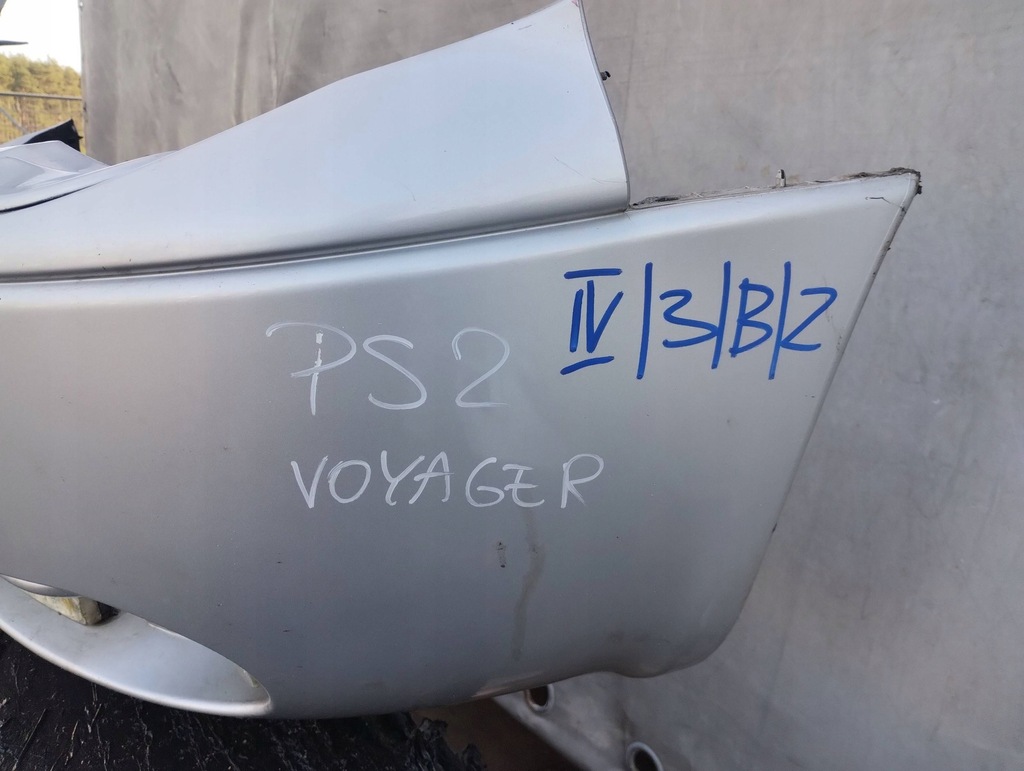 IV/3/B/2
PS2
VOYAGER